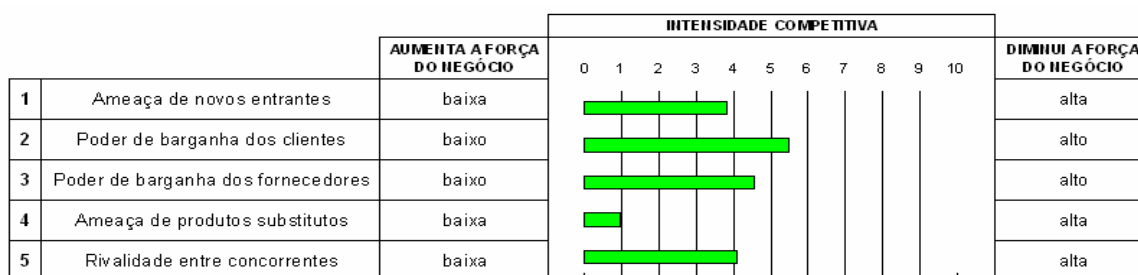 INTENSIDADE COMPETITIVA
AUMENTA A FORÇA
DO NEGÓCIO
0 1 2 3 4 5 6 7 8 9 10
DIMINUI A FORÇA
DO NEGÓCIO
1 Ameaça de novos entrantes baixa alta
2 Poder de barganha dos clientes baixo alto
3 Poder de barganha dos fornecedores baixo alto
4 Ameaça de produtos substitutos baixa alta
5 Rivalidade entre concorrentes baixa alta